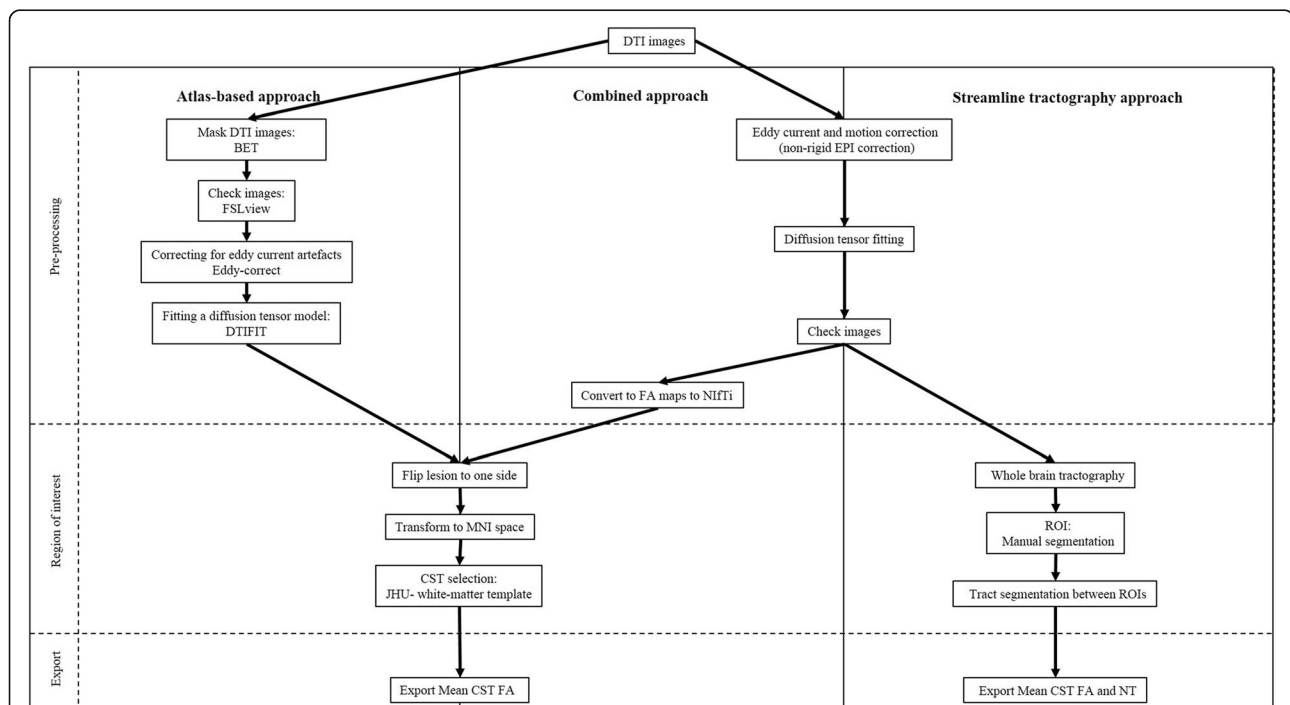 DTI images
Atlas-based approach
Combined approach
Streamline tractography approach
Pre-processing
Mask DTI images:
BET
Check images:
FSLview
Correcting for eddy current artefacts
Eddy-correct
Fitting a diffusion tensor model:
DTIFIT
Eddy current and motion correction
(non-rigid EPI correction)
Diffusion tensor fitting
Check images
Convert to FA maps to NIfTi
Region of interest
Flip lesion to one side
Transform to MNI space
CST selection:
JHU- white-matter template
Whole brain tractography
ROI:
Manual segmentation
Tract segmentation between ROIs
Export
Export Mean CST FA
Export Mean CST FA and NT